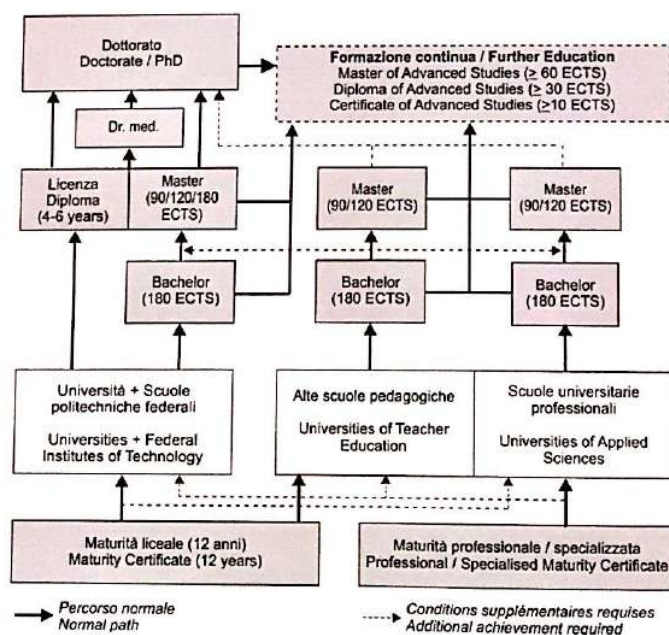 Dottorato
Doctorate / PhD
Formazione continua / Further Education
Master of Advanced Studies (≥ 60 ECTS)
Diploma of Advanced Studies (≥ 30 ECTS)
Certificate of Advanced Studies (≥10 ECTS)
Dr. med.
Licenza
Diploma
(4-6 years)
Master
(90/120/180
ECTS)
Master
(90/120 ECTS)
Master
(90/120 ECTS)
Bachelor
(180 ECTS)
Bachelor
(180 ECTS)
Bachelor
(180 ECTS)
Università + Scuole
politecniche federali
Universities + Federal
Institutes of Technology
Alte scuole pedagogiche
Universities of Teacher
Education
Scuole universitarie
professionali
Universities of Applied
Sciences
Maturità liceale (12 anni)
Maturity Certificate (12 years)
Maturità professionale / specializzata
Professional / Specialised Maturity Certificate
Percorso normale
Normal path
Conditions supplémentaires requises
Additional achievement required